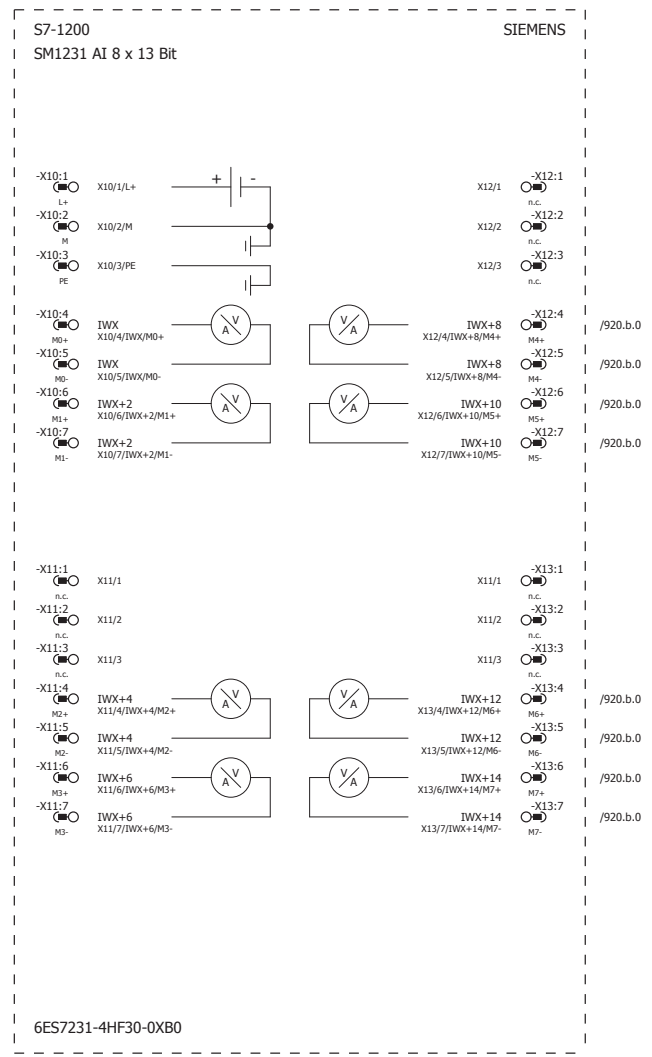 S7-1200 SIEMENS
SM1231 AI 8 x 13 Bit
-X10:1 X10/1/L+ + - X12/1 -X12:1
L+ n.c.
-X10:2 X10/2/M X12/2 -X12:2
M n.c.
-X10:3 X10/3/PE X12/3 -X12:3
PE n.c.
-X10:4 IWX A V V A IWX+8 -X12:4 /920.b.0
M0+ X10/4/IWX/M0+ X12/4/IWX+8/M4+ M4+
-X10:5 IWX IWX+8 -X12:5 /920.b.0
M0- X10/5/IWX/M0- X12/5/IWX+8/M4- M4-
-X10:6 IWX+2 A V V A IWX+10 -X12:6 /920.b.0
M1+ X10/6/IWX+2/M1+ X12/6/IWX+10/M5+ M5+
-X10:7 IWX+2 IWX+10 -X12:7 /920.b.0
M1- X10/7/IWX+2/M1- X12/7/IWX+10/M5- M5-
-X11:1 X11/1 X11/1 -X13:1
n.c. n.c.
-X11:2 X11/2 X11/2 -X13:2
n.c. n.c.
-X11:3 X11/3 X11/3 -X13:3
n.c. n.c.
-X11:4 IWX+4 A V V A IWX+12 -X13:4 /920.b.0
M2+ X11/4/IWX+4/M2+ X13/4/IWX+12/M6+ M6+
-X11:5 IWX+4 IWX+12 -X13:5 /920.b.0
M2- X11/5/IWX+4/M2- X13/5/IWX+12/M6- M6-
-X11:6 IWX+6 A V V A IWX+14 -X13:6 /920.b.0
M3+ X11/6/IWX+6/M3+ X13/6/IWX+14/M7+ M7+
-X11:7 IWX+6 IWX+14 -X13:7 /920.b.0
M3- X11/7/IWX+6/M3- X13/7/IWX+14/M7- M7-
6ES7231-4HF30-0XB0